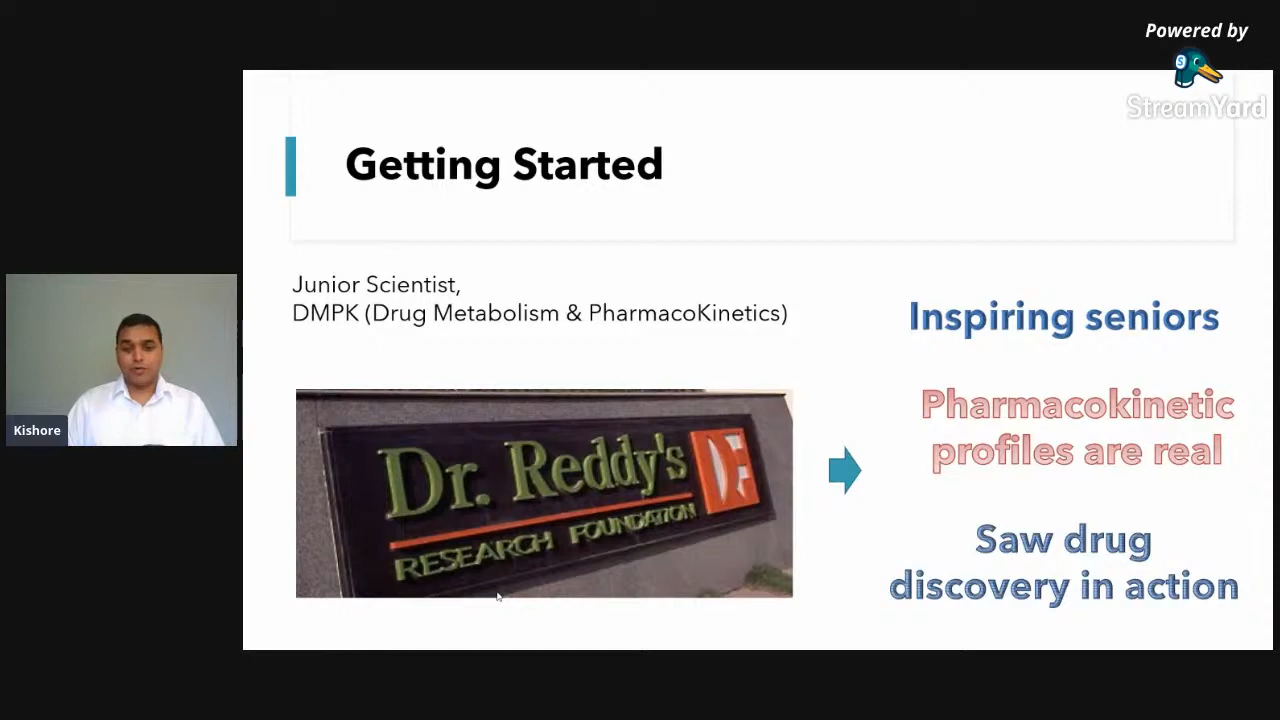 Powered by
StreamYard
Getting Started
Junior Scientist,
DMPK (Drug Metabolism & PharmacoKinetics)
Inspiring seniors
Pharmacokinetic
profiles are real
Saw drug
discovery in action
Dr. Reddy's
RESEARCH FOUNDATION
Kishore